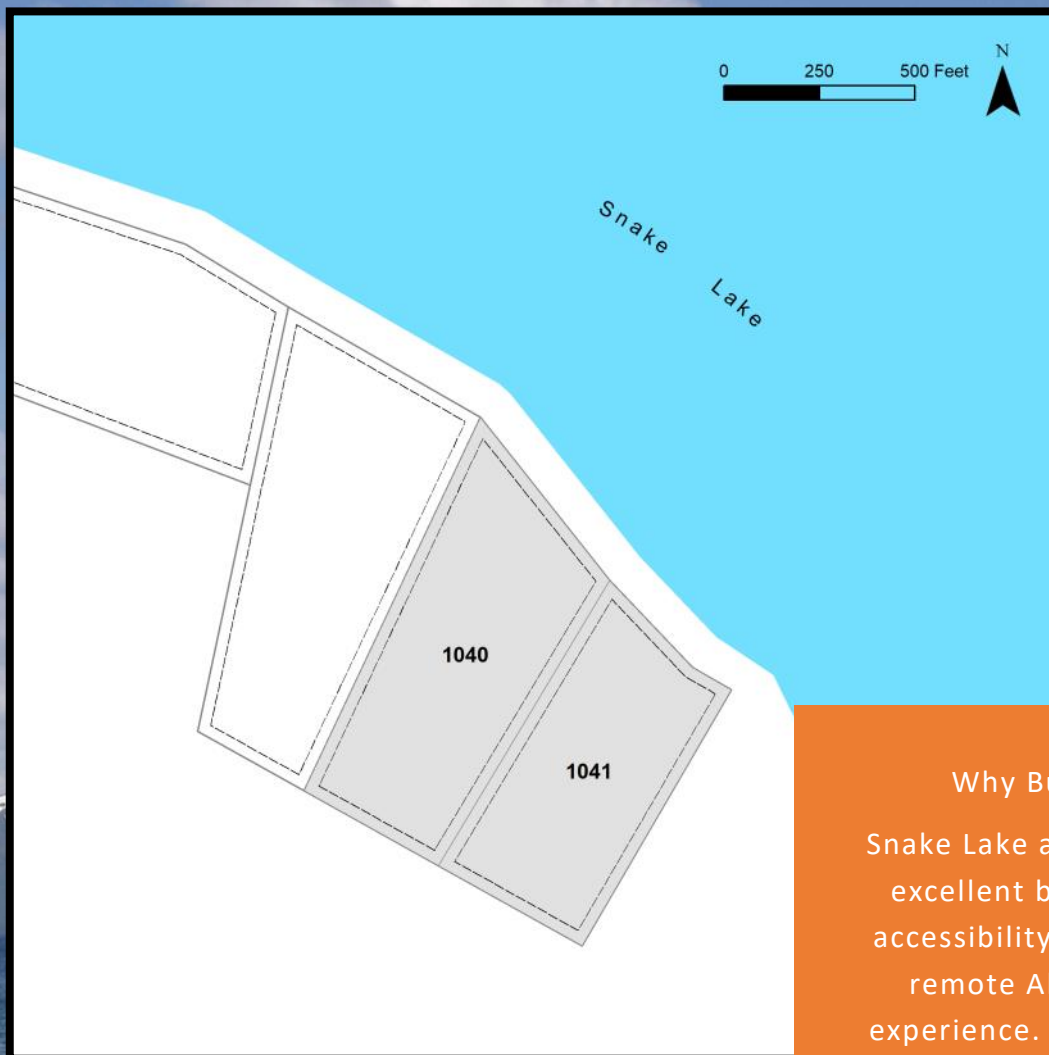 0 250 500 Feet
N
Snake
Lake
1040
1041
Why
Snake Lake
excellent
accessibility
remote
experience.